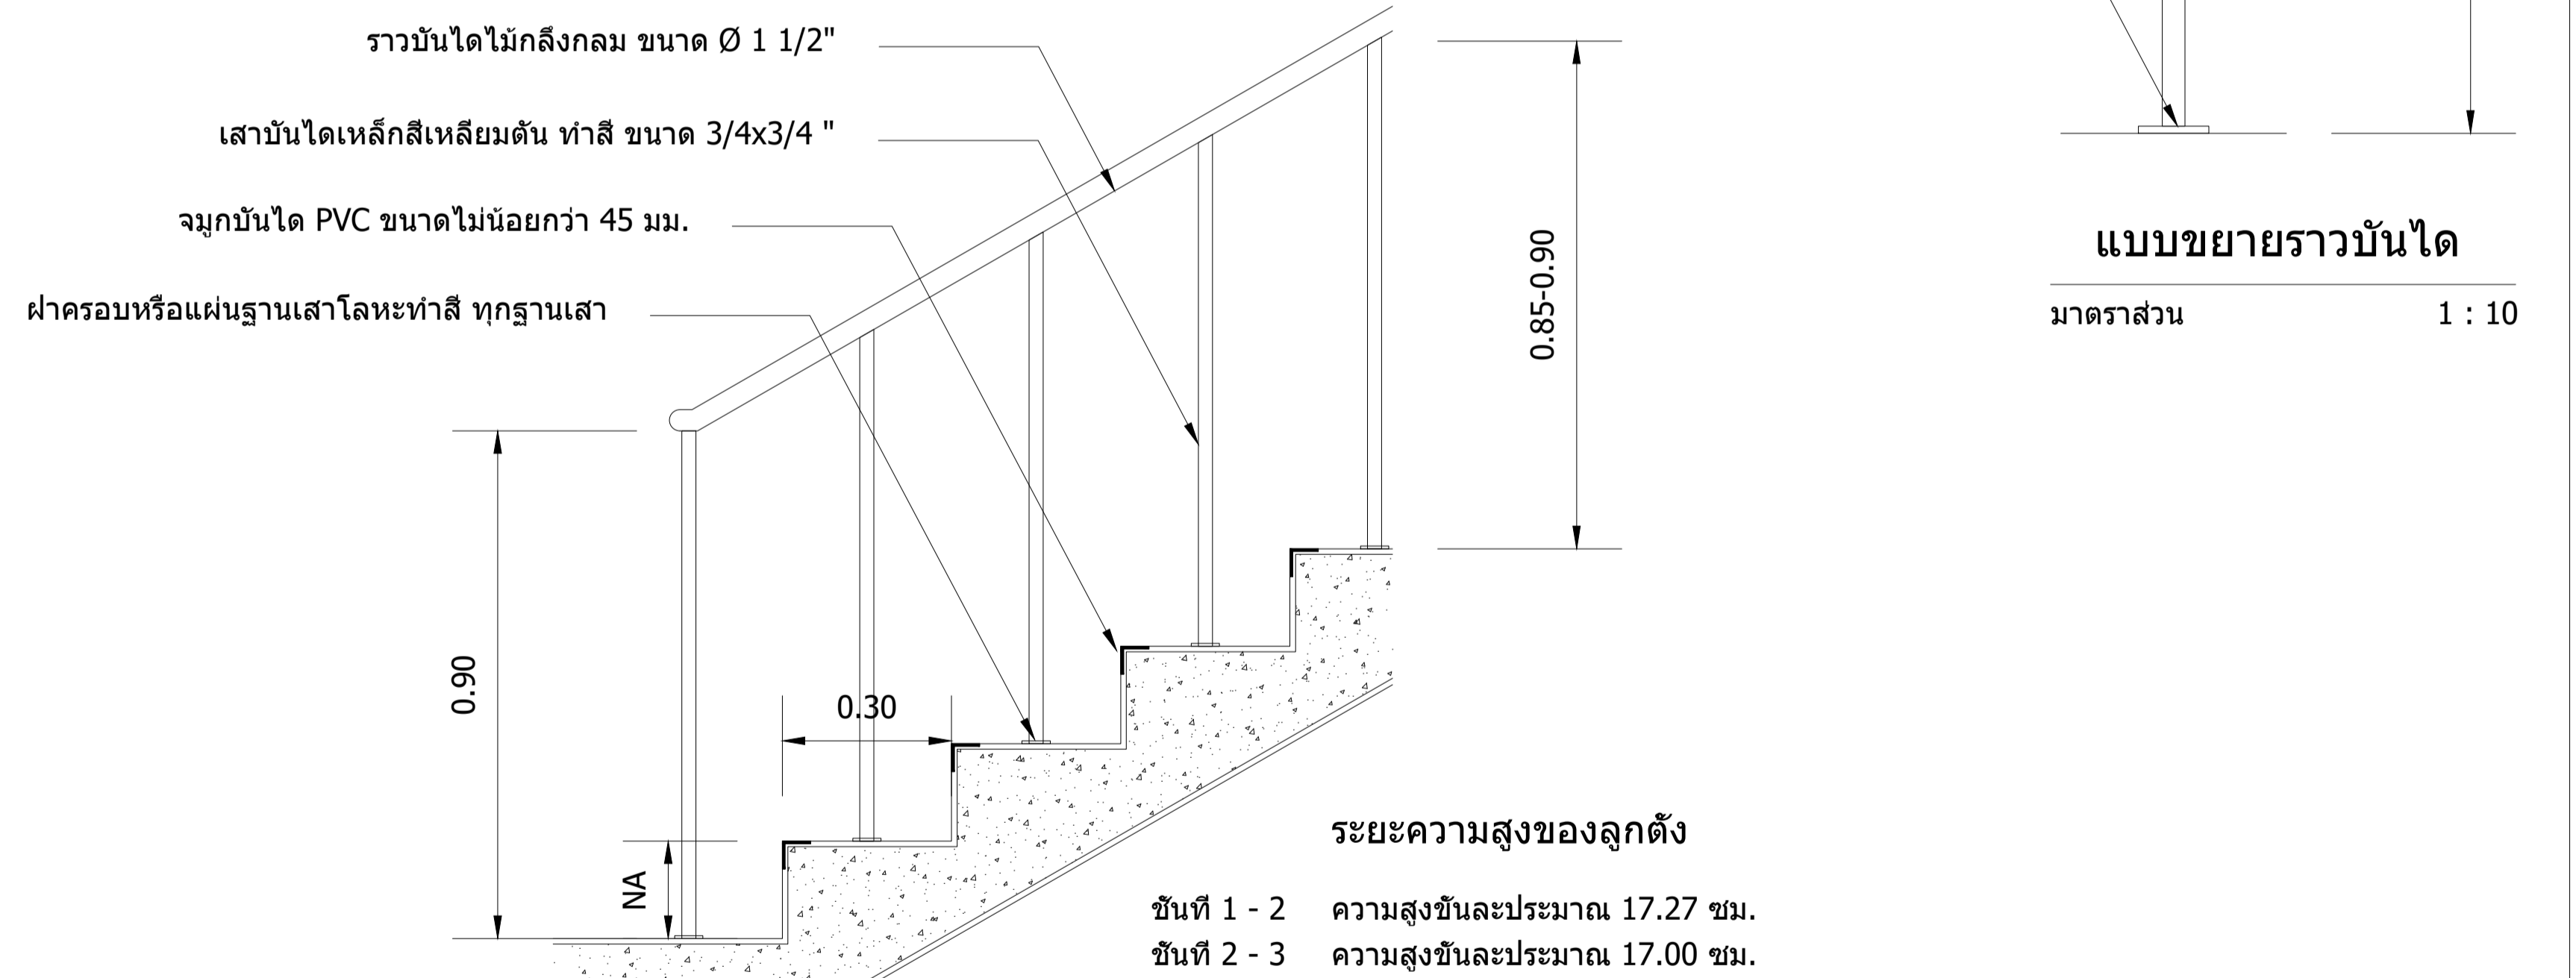 ราวบันไดไม้กลึงกลม ขนาด Ø 1 1/2"
เสาบันไดเหล็กสี่เหลี่ยมตัน ทำสี ขนาด 3/4x3/4 "
จมูกบันได PVC ขนาดไม่น้อยกว่า 45 มม.
ฝาครอบหรือแผ่นฐานเสาโลหะทำสี ทุกฐานเสา
0.85-0.90
0.90
0.30
NA
แบบขยายราวบันได
มาตราส่วน 1 : 10
ระยะความสูงของลูกตั้ง
ชั้นที่ 1 - 2 ความสูงขั้นละประมาณ 17.27 ซม.
ชั้นที่ 2 - 3 ความสูงขั้นละประมาณ 17.00 ซม.